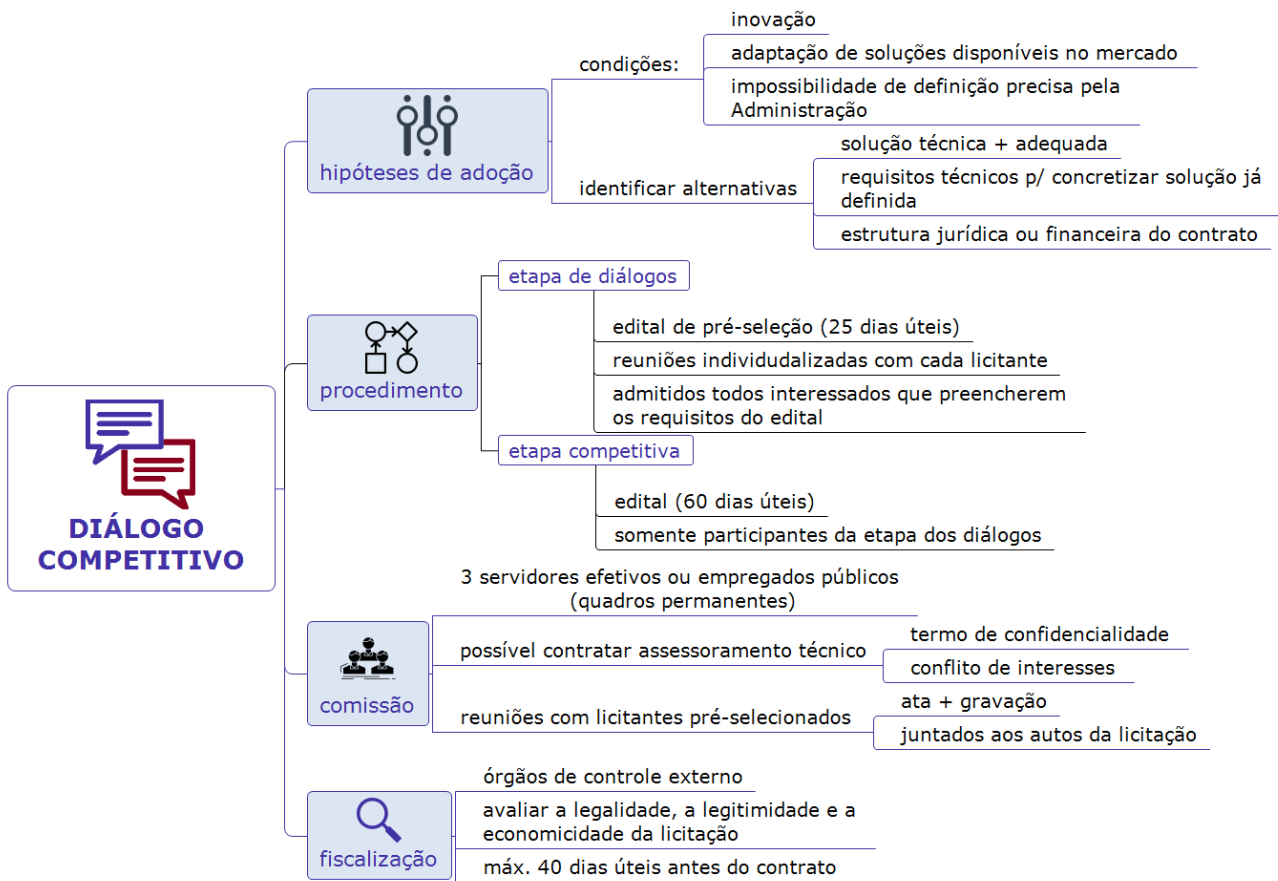 DIÁLOGO
COMPETITIVO
hipóteses de adoção
condições:
inovação
adaptação de soluções disponíveis no mercado
impossibilidade de definição precisa pela
Administração
identificar alternativas
solução técnica + adequada
requisitos técnicos p/ concretizar solução já
definida
estrutura jurídica ou financeira do contrato
procedimento
etapa de diálogos
edital de pré-seleção (25 dias úteis)
reuniões individudalizadas com cada licitante
admitidos todos interessados que preencherem
os requisitos do edital
etapa competitiva
edital (60 dias úteis)
somente participantes da etapa dos diálogos
comissão
3 servidores efetivos ou empregados públicos
(quadros permanentes)
possível contratar assessoramento técnico
termo de confidencialidade
conflito de interesses
reuniões com licitantes pré-selecionados
ata + gravação
juntados aos autos da licitação
fiscalização
órgãos de controle externo
avaliar a legalidade, a legitimidade e a
economicidade da licitação
máx. 40 dias úteis antes do contrato